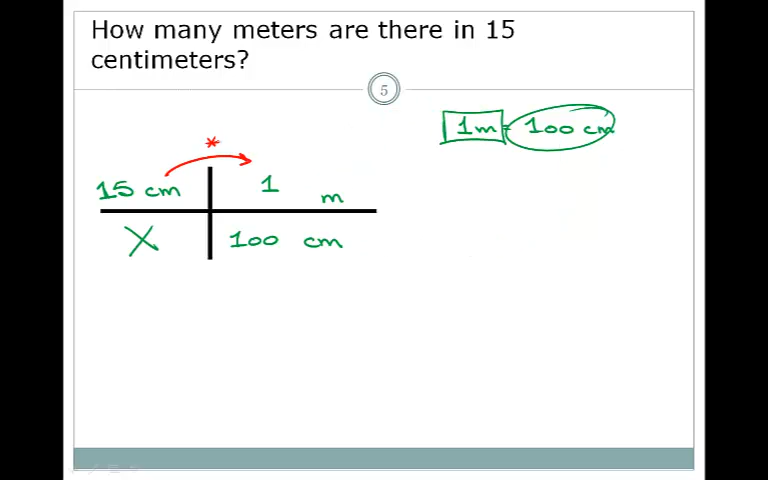 How many meters are there in 15
centimeters?
5
1m = 100 cm
*
15 cm 1 m
X 100 cm